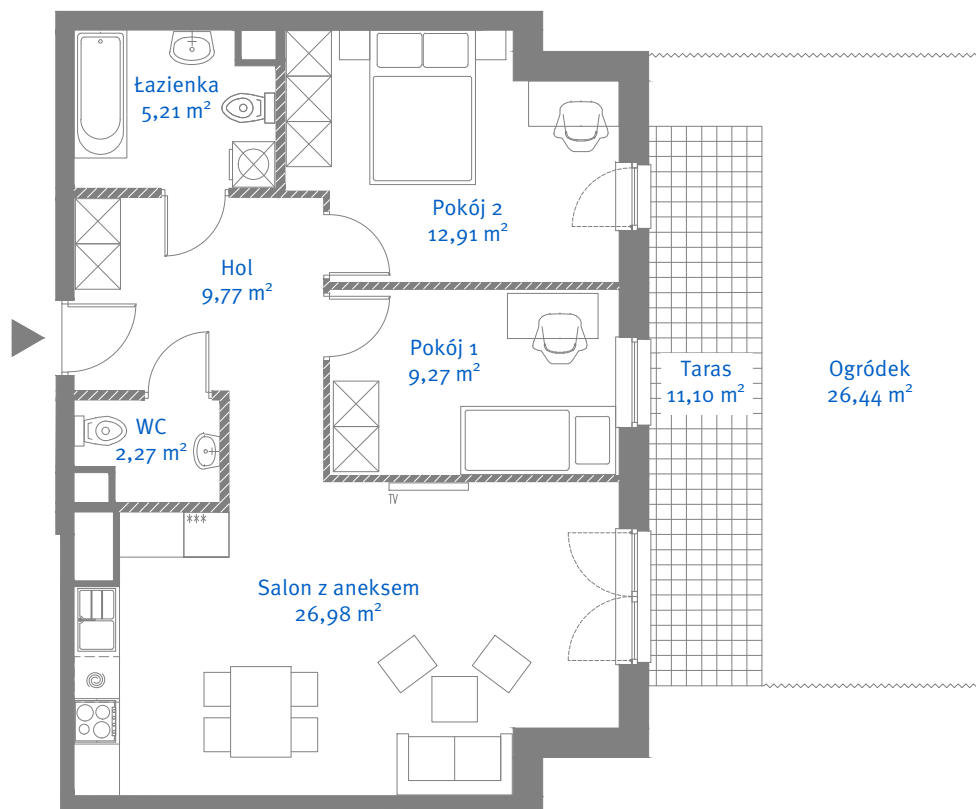 Łazienka
5,21 m²
Pokój 2
12,91 m²
Hol
9,77 m²
Pokój 1
9,27 m²
Taras
11,10 m²
Ogródek
26,44 m²
WC
2,27 m²
TV
***
Salon z aneksem
26,98 m²